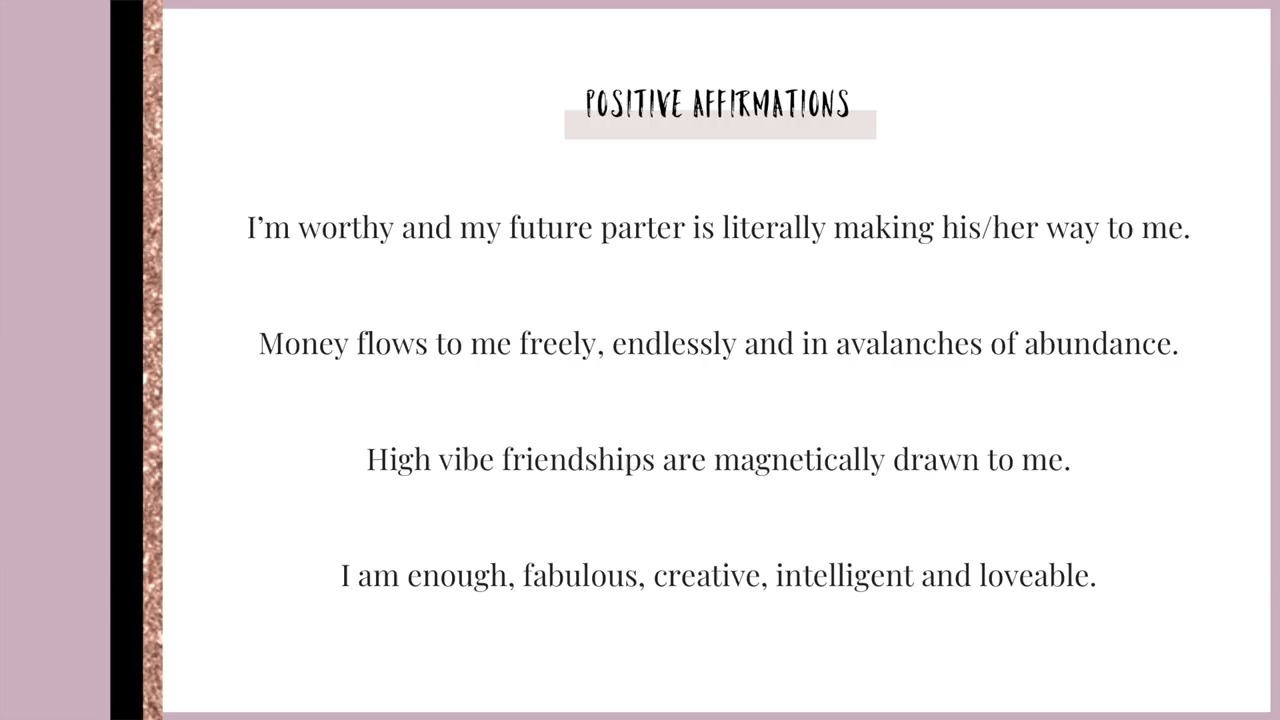 POSITIVE AFFIRMATIONS
I’m worthy and my future parter is literally making his/her way to me.
Money flows to me freely, endlessly and in avalanches of abundance.
High vibe friendships are magnetically drawn to me.
I am enough, fabulous, creative, intelligent and loveable.